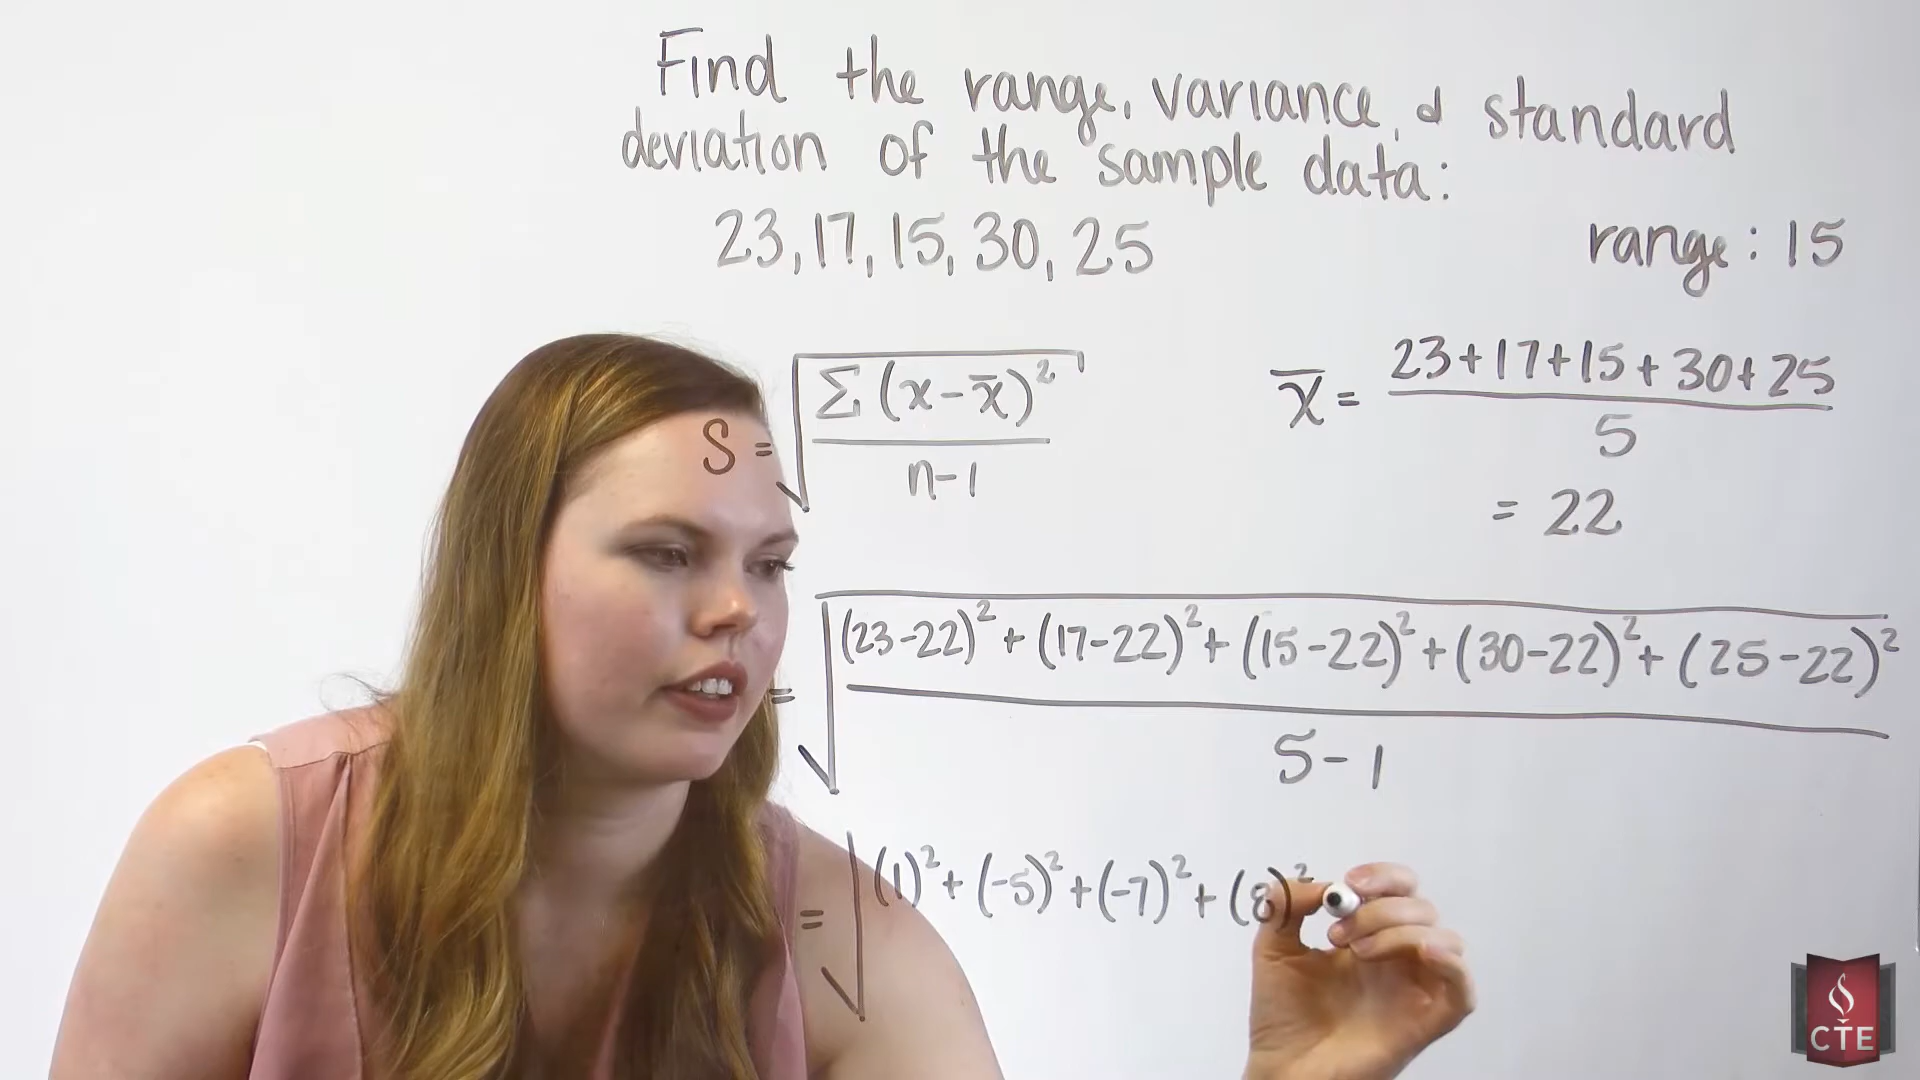 Find the range, variance, & standard
deviation of the sample data:
23, 17, 15, 30, 25
range: 15
S = √(Σ(x-x̄)²/(n-1))
x̄ = (23+17+15+30+25)/5
= 22
= √(((23-22)²+(17-22)²+(15-22)²+(30-22)²+(25-22)²)/(5-1))
= √(1)²+(-5)²+(-7)²+(8)²
CTE